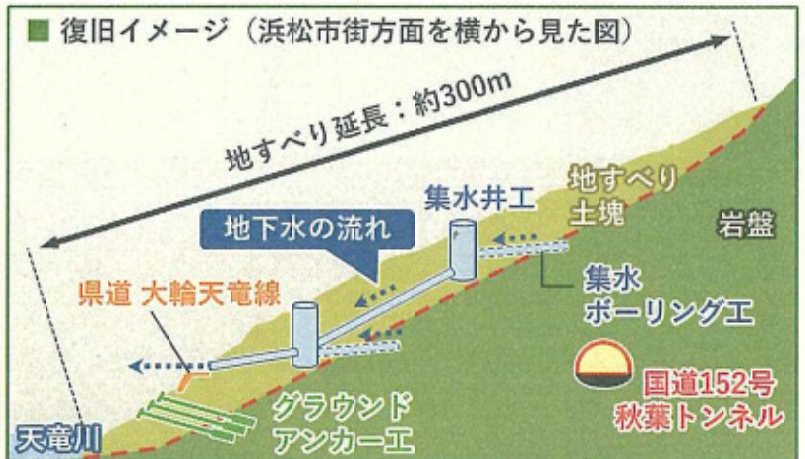 ■ 復旧イメージ（浜松市街方面を横から見た図）
地すべり延長：約300m
集水井工
地すべり
土塊
岩盤
地下水の流れ
県道 大輪天竜線
集水
ボーリング工
国道152号
秋葉トンネル
グラウンド
アンカー工
天竜川